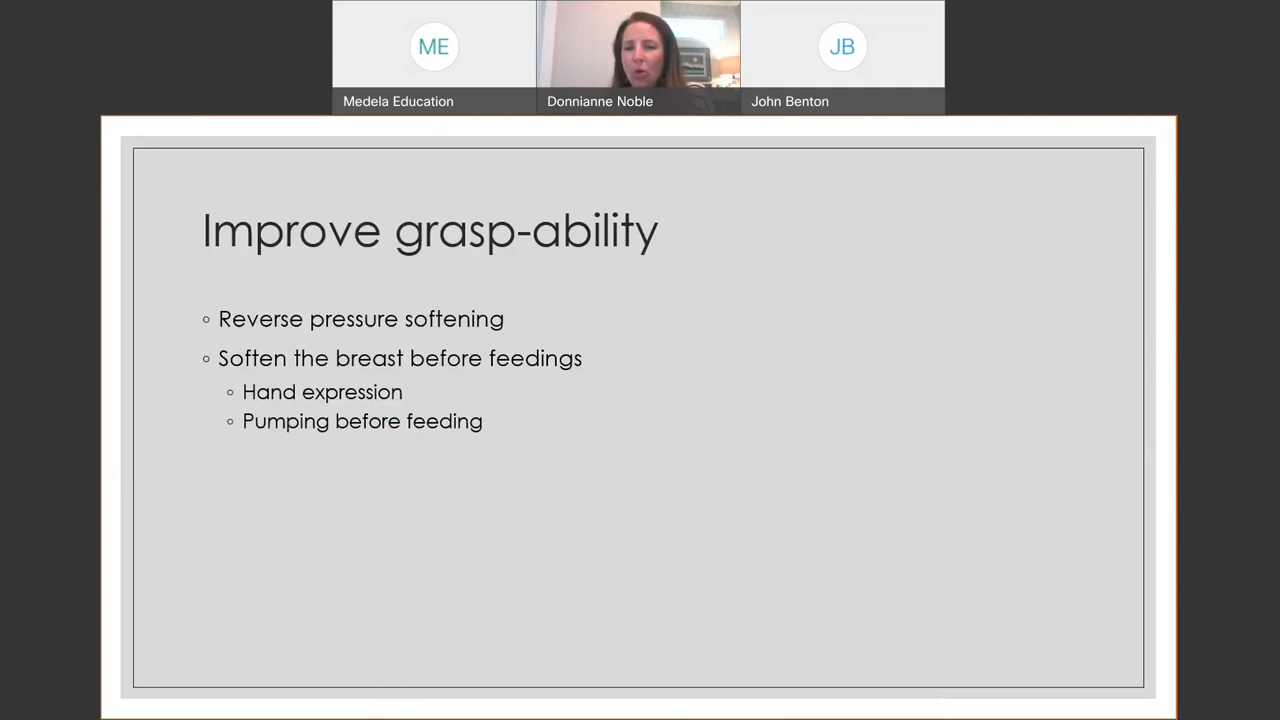 ME
JB
Medela Education
Donnianne Noble
John Benton
Improve grasp-ability
◦ Reverse pressure softening
◦ Soften the breast before feedings
◦ Hand expression
◦ Pumping before feeding